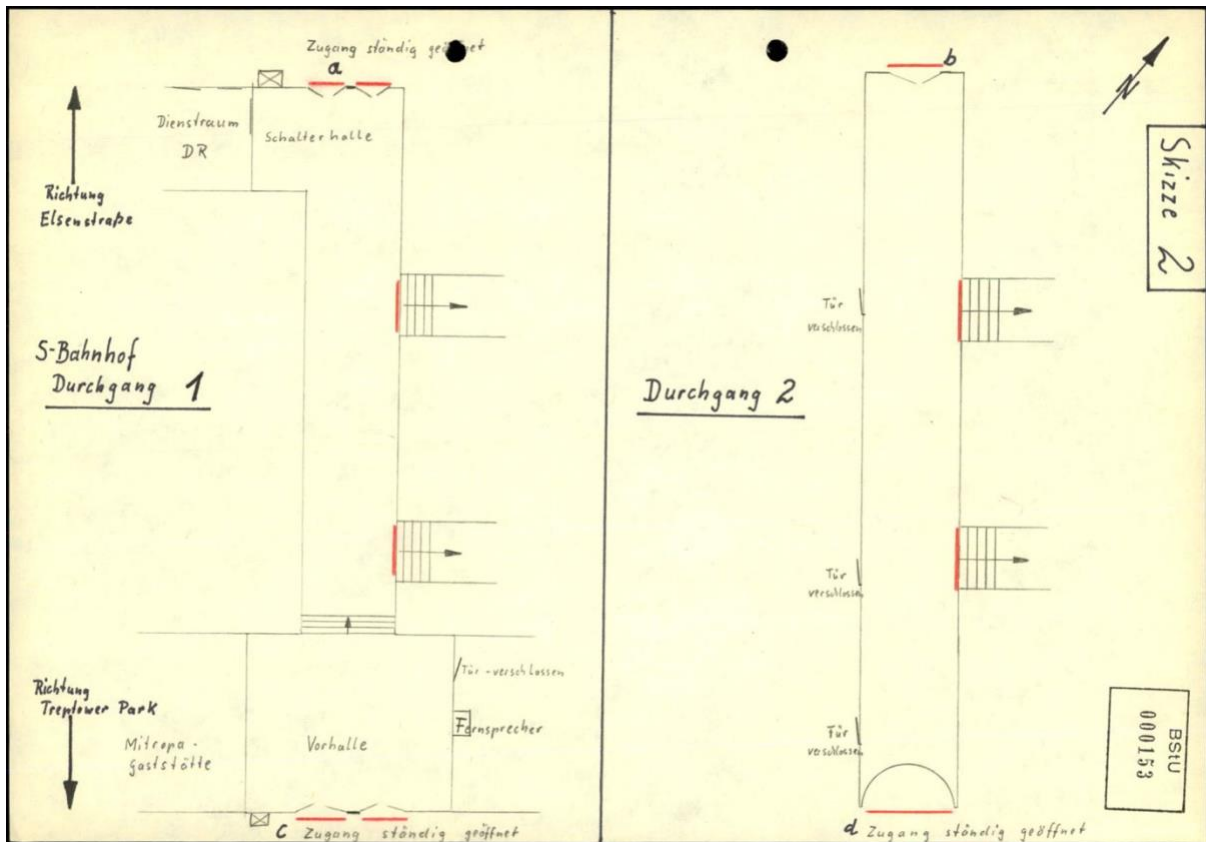 Zugang ständig geöffnet
a
Dienstraum
DR
Schalterhalle
Richtung
Elsenstraße
S-Bahnhof
Durchgang 1
Richtung
Treptower Park
Mitropa-
gaststätte
Vorhalle
Tür-verschlossen
Fernsprecher
c Zugang ständig geöffnet
b
N
Skizze 2
Tür
verschlossen
Durchgang 2
Tür
verschlossen
Tür
verschlossen
d Zugang ständig geöffnet
BStU
000153